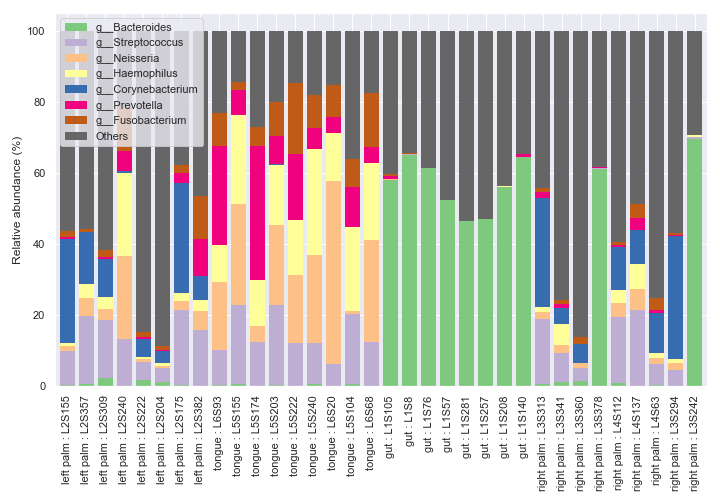 g__Bacteroides
g__Streptococcus
g__Neisseria
g__Haemophilus
g__Corynebacterium
g__Prevotella
g__Fusobacterium
Others
Relative abundance (%)
100
80
60
40
20
0
left palm : L2S155
left palm : L2S357
left palm : L2S309
left palm : L2S240
left palm : L2S222
left palm : L2S204
left palm : L2S175
left palm : L2S382
tongue : L6S93
tongue : L5S155
tongue : L5S174
tongue : L5S203
tongue : L5S222
tongue : L5S240
tongue : L6S20
tongue : L5S104
tongue : L6S68
gut : L1S105
gut : L1S8
gut : L1S76
gut : L1S57
gut : L1S281
gut : L1S257
gut : L1S208
gut : L1S140
right palm : L3S313
right palm : L3S341
right palm : L3S360
right palm : L3S378
right palm : L4S112
right palm : L4S137
right palm : L4S63
right palm : L3S294
right palm : L3S242